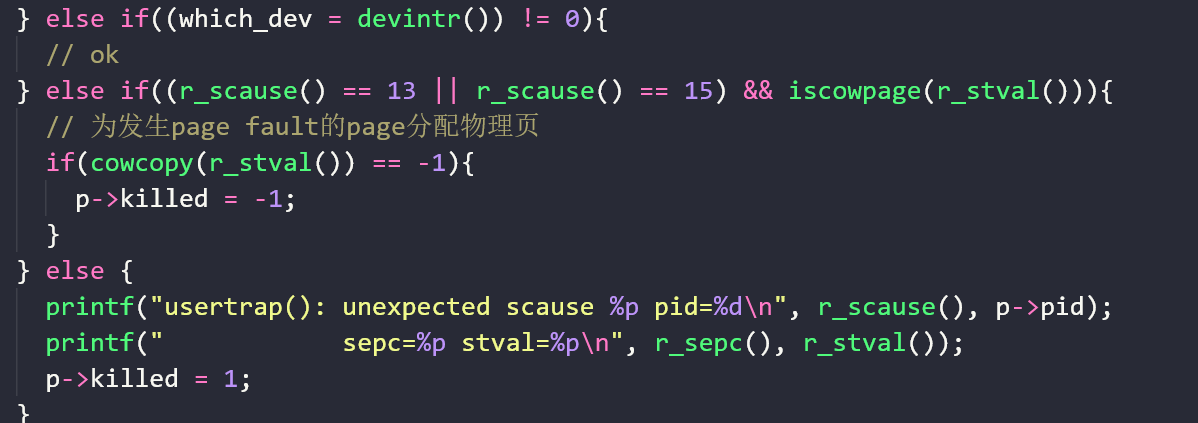 } else if((which_dev = devintr()) != 0){
// ok
} else if((r_scause() == 13 || r_scause() == 15) && iscowpage(r_stval())){
// 为发生page fault的page分配物理页
if(cowcopy(r_stval()) == -1){
p->killed = -1;
}
} else {
printf("usertrap(): unexpected scause %p pid=%d\n", r_scause(), p->pid);
printf("            sepc=%p stval=%p\n", r_sepc(), r_stval());
p->killed = 1;
}